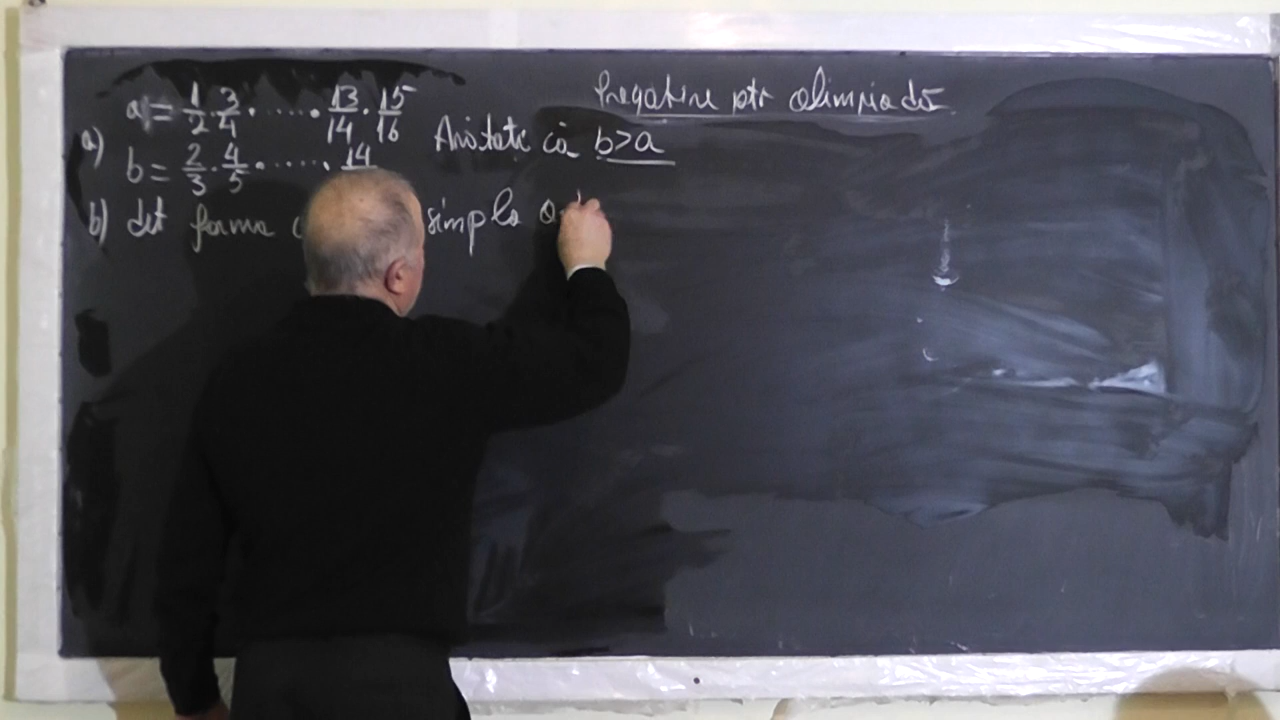 Pregatire ptr olimpiadă
a = 1/2 · 3/4 · ..... · 13/14 · 15/16
a) Arătați că b>a
b = 2/3 · 4/5 · ..... · 14
b) det forma simpla a·